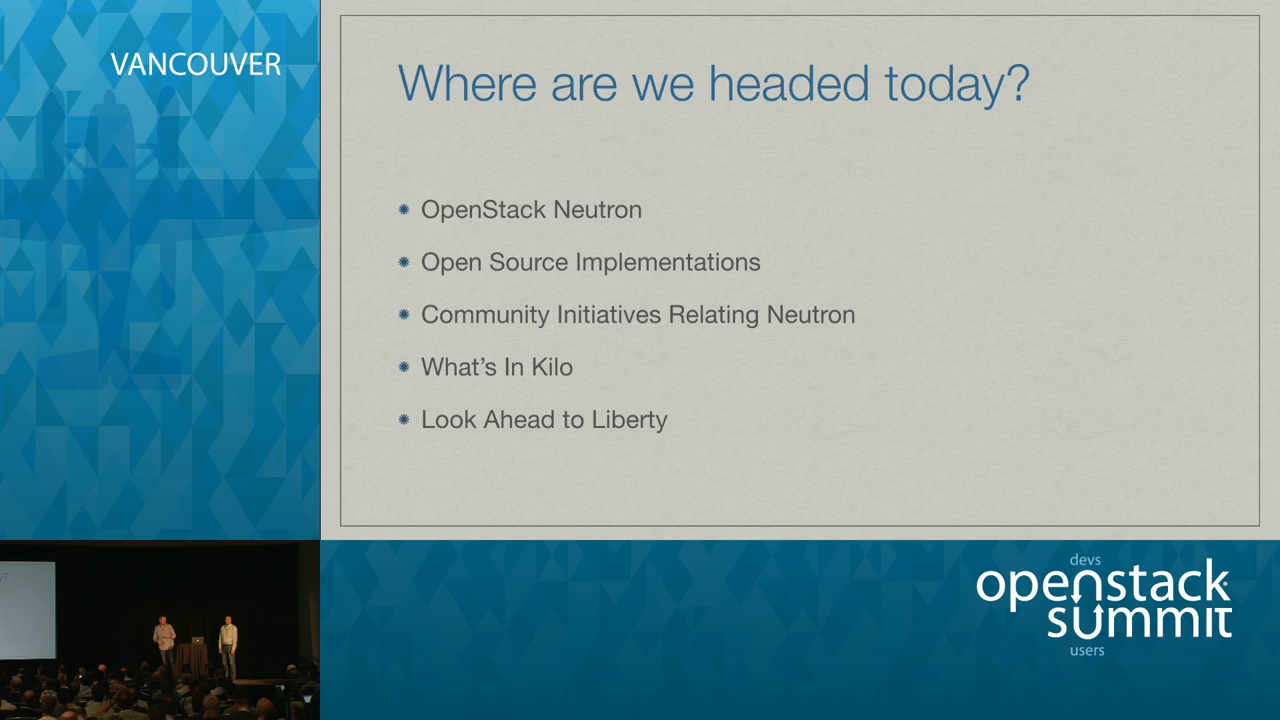 VANCOUVER
Where are we headed today?
OpenStack Neutron
Open Source Implementations
Community Initiatives Relating Neutron
What's In Kilo
Look Ahead to Liberty
devs
openstack
summit
users